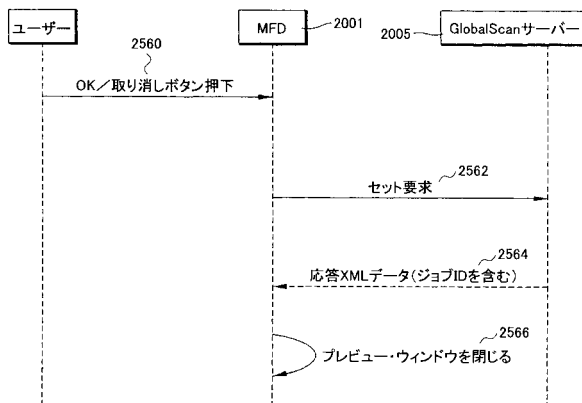 ユーザー
MFD
2001
2005
GlobalScanサーバー
2560
OK／取り消しボタン押下
2562
セット要求
2564
応答XMLデータ(ジョブIDを含む)
2566
プレビュー・ウィンドウを閉じる